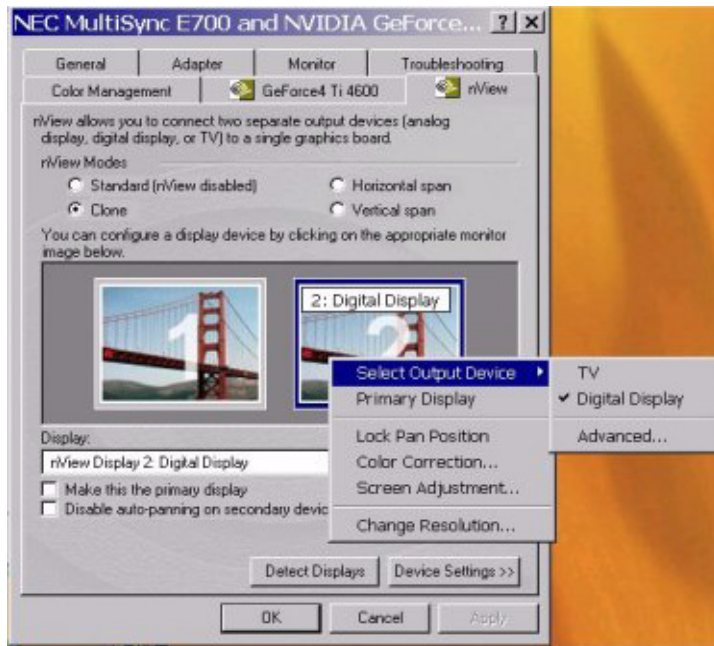 NEC MultiSync E700 and NVIDIA GeForce... ? X
General Adapter Monitor Troubleshooting
Color Management GeForce4 Ti 4600 nView
nView allows you to connect two separate output devices (analog
display, digital display, or TV) to a single graphics board.
nView Modes
Standard (nView disabled) Horizontal span
Clone Vertical span
You can configure a display device by clicking on the appropriate monitor
image below.
1 2: Digital Display
2
Select Output Device TV
Primary Display Digital Display
Lock Pan Position Advanced...
Color Correction...
Screen Adjustment...
Change Resolution...
Display:
nView Display 2: Digital Display
Make this the primary display
Disable auto-panning on secondary devic
Detect Displays Device Settings >>
OK Cancel Apply